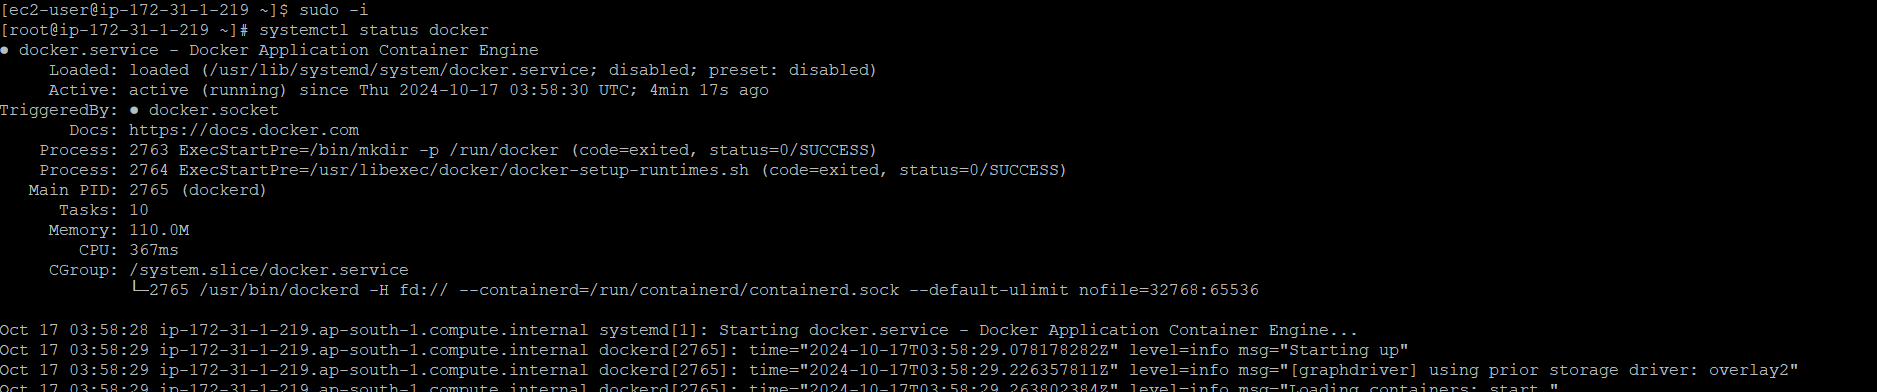 [ec2-user@ip-172-31-1-219 ~]$ sudo -i
[root@ip-172-31-1-219 ~]# systemctl status docker
● docker.service - Docker Application Container Engine
Loaded: loaded (/usr/lib/systemd/system/docker.service; disabled; preset: disabled)
Active: active (running) since Thu 2024-10-17 03:58:30 UTC; 4min 17s ago
TriggeredBy: ● docker.socket
Docs: https://docs.docker.com
Process: 2763 ExecStartPre=/bin/mkdir -p /run/docker (code=exited, status=0/SUCCESS)
Process: 2764 ExecStartPre=/usr/libexec/docker/docker-setup-runtimes.sh (code=exited, status=0/SUCCESS)
Main PID: 2765 (dockerd)
Tasks: 10
Memory: 110.0M
CPU: 367ms
CGroup: /system.slice/docker.service
└─2765 /usr/bin/dockerd -H fd:// --containerd=/run/containerd/containerd.sock --default-ulimit nofile=32768:65536
Oct 17 03:58:28 ip-172-31-1-219.ap-south-1.compute.internal systemd[1]: Starting docker.service - Docker Application Container Engine...
Oct 17 03:58:29 ip-172-31-1-219.ap-south-1.compute.internal dockerd[2765]: time="2024-10-17T03:58:29.078178282Z" level=info msg="Starting up"
Oct 17 03:58:29 ip-172-31-1-219.ap-south-1.compute.internal dockerd[2765]: time="2024-10-17T03:58:29.226357811Z" level=info msg="[graphdriver] using prior storage driver: overlay2"
Oct 17 03:58:29 ip-172-31-1-219.ap-south-1.compute.internal dockerd[2765]: time="2024-10-17T03:58:29.263802384Z" level=info msg="Loading containers: start."